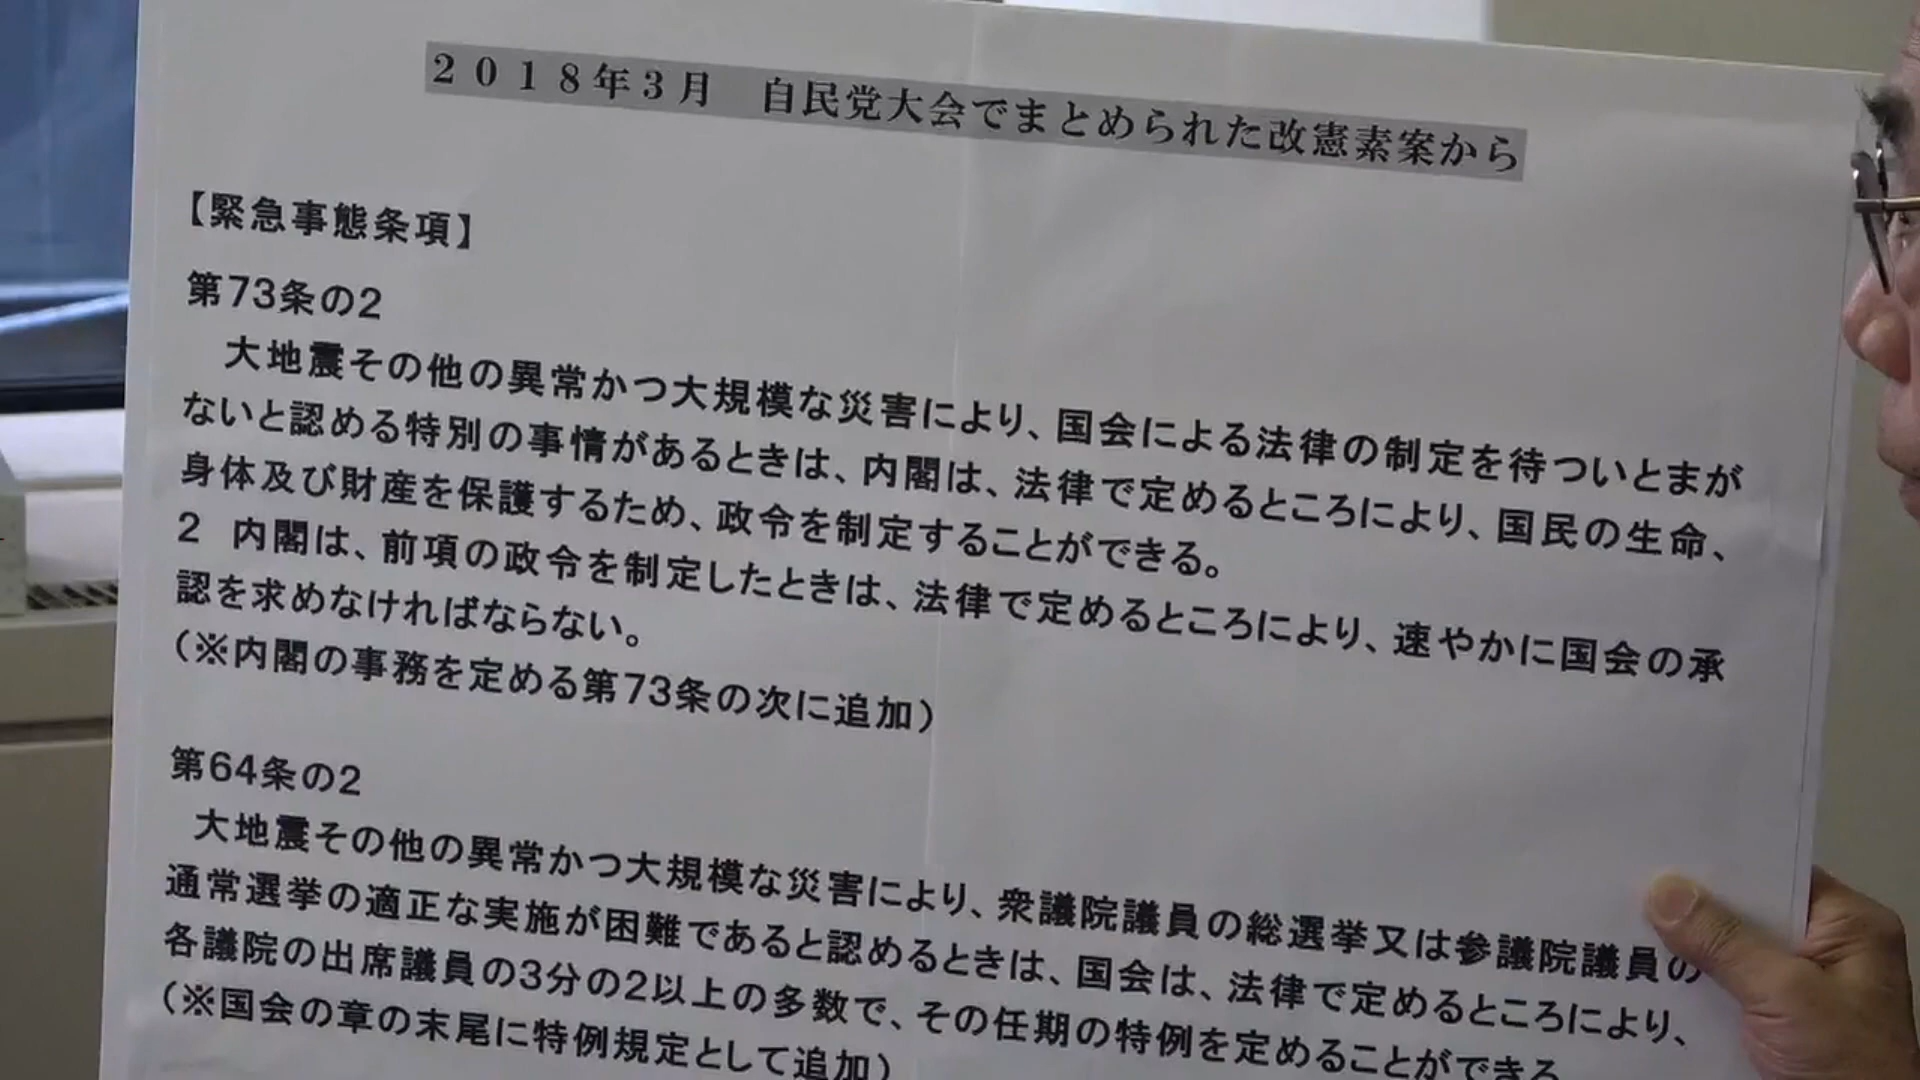 ２０１８年３月　自民党大会でまとめられた改憲素案から
【緊急事態条項】
第73条の2
大地震その他の異常かつ大規模な災害により、国会による法律の制定を待ついとまが
ないと認める特別の事情があるときは、内閣は、法律で定めるところにより、国民の生命、
身体及び財産を保護するため、政令を制定することができる。
2　内閣は、前項の政令を制定したときは、法律で定めるところにより、速やかに国会の承
認を求めなければならない。
（※内閣の事務を定める第73条の次に追加）
第64条の2
大地震その他の異常かつ大規模な災害により、衆議院議員の総選挙又は参議院議員の
通常選挙の適正な実施が困難であると認めるときは、国会は、法律で定めるところにより、
各議院の出席議員の3分の2以上の多数で、その任期の特例を定めることができる
（※国会の章の末尾に特例規定として追加）